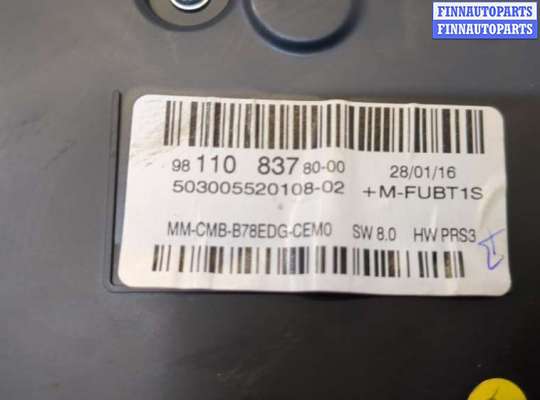 FINNAUTOPARTS
FINNAUTOPARTS
98 110 837 80-00 28/01/16
503005520108-02 +M-FUBT1S
MM-CMB-B78EDG-CEM0 SW 8.0 HW PRS3